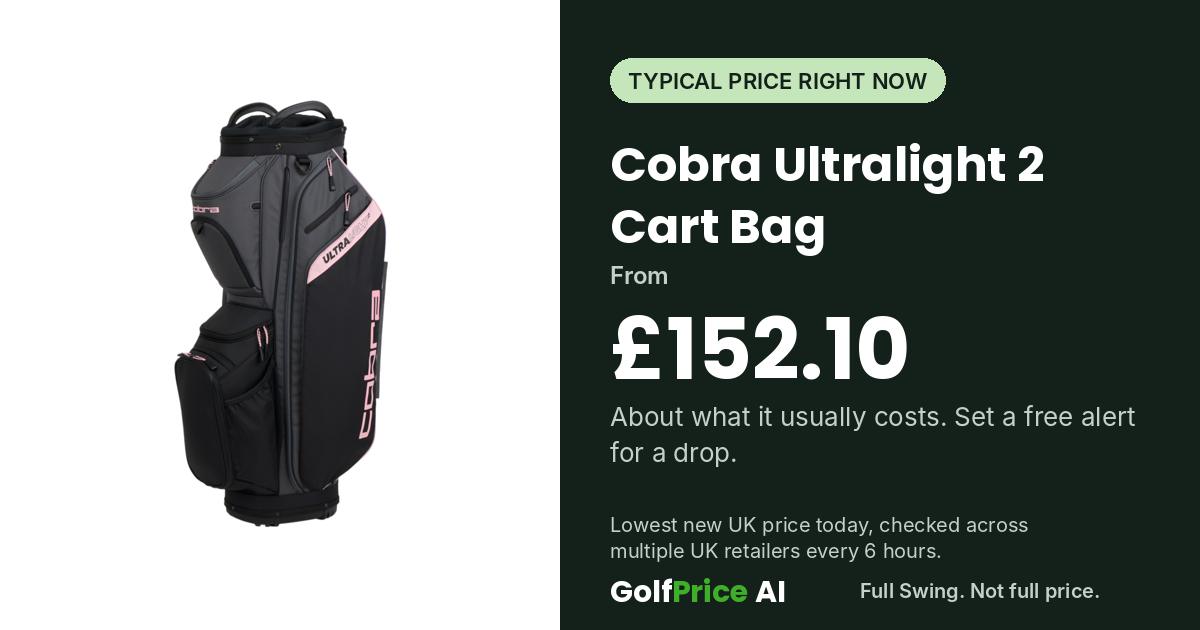 TYPICAL PRICE RIGHT NOW
Cobra Ultralight 2
Cart Bag
From
£152.10
About what it usually costs. Set a free alert
for a drop.
Lowest new UK price today, checked across
multiple UK retailers every 6 hours.
GolfPrice AI
Full Swing. Not full price.
cobra
ULTRALIGHT
cobra